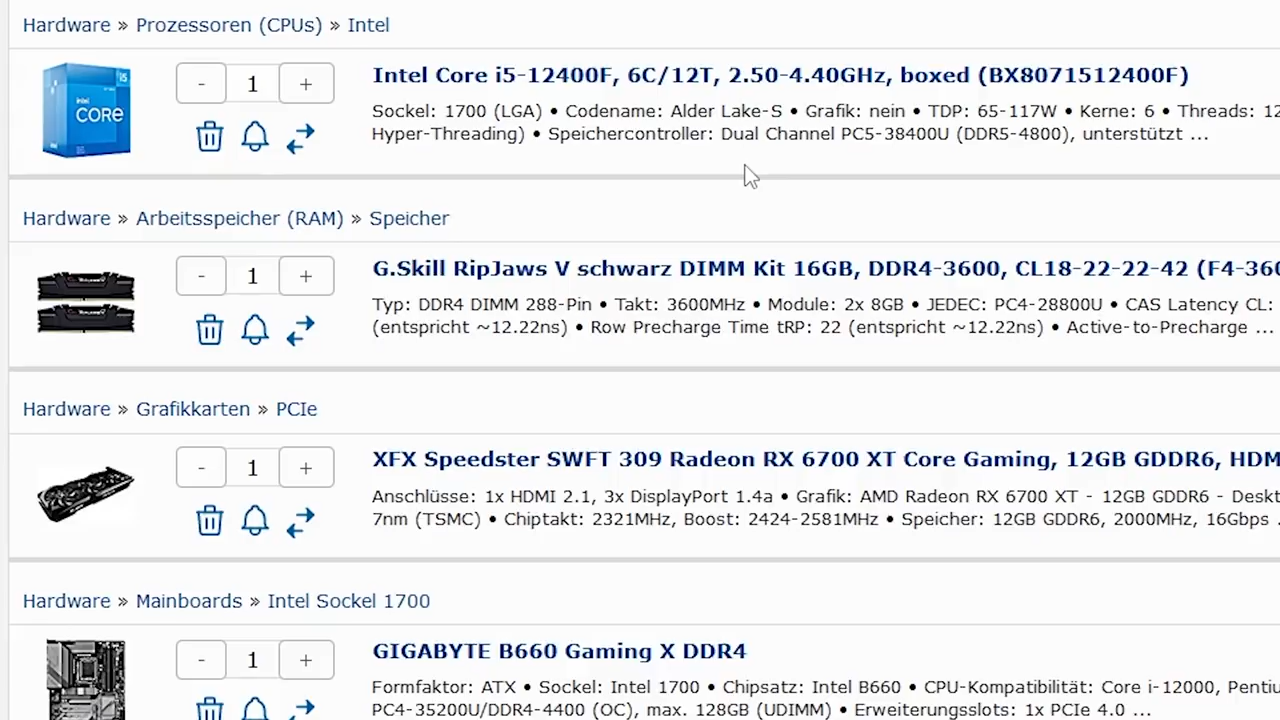 Hardware » Prozessoren (CPUs) » Intel
intel CORE i5
- 1 +
Intel Core i5-12400F, 6C/12T, 2.50-4.40GHz, boxed (BX8071512400F)
Sockel: 1700 (LGA) • Codename: Alder Lake-S • Grafik: nein • TDP: 65-117W • Kerne: 6 • Threads: 12
Hyper-Threading) • Speichercontroller: Dual Channel PC5-38400U (DDR5-4800), unterstützt ...
Hardware » Arbeitsspeicher (RAM) » Speicher
- 1 +
G.Skill RipJaws V schwarz DIMM Kit 16GB, DDR4-3600, CL18-22-22-42 (F4-360
Typ: DDR4 DIMM 288-Pin • Takt: 3600MHz • Module: 2x 8GB • JEDEC: PC4-28800U • CAS Latency CL:
(entspricht ~12.22ns) • Row Precharge Time tRP: 22 (entspricht ~12.22ns) • Active-to-Precharge ...
Hardware » Grafikkarten » PCIe
- 1 +
XFX Speedster SWFT 309 Radeon RX 6700 XT Core Gaming, 12GB GDDR6, HDM
Anschlüsse: 1x HDMI 2.1, 3x DisplayPort 1.4a • Grafik: AMD Radeon RX 6700 XT - 12GB GDDR6 - Deskt
7nm (TSMC) • Chiptakt: 2321MHz, Boost: 2424-2581MHz • Speicher: 12GB GDDR6, 2000MHz, 16Gbps .
Hardware » Mainboards » Intel Sockel 1700
- 1 +
GIGABYTE B660 Gaming X DDR4
Formfaktor: ATX • Sockel: Intel 1700 • Chipsatz: Intel B660 • CPU-Kompatibilität: Core i-12000, Pentiu
PC4-35200U/DDR4-4400 (OC), max. 128GB (UDIMM) • Erweiterungsslots: 1x PCIe 4.0 ...